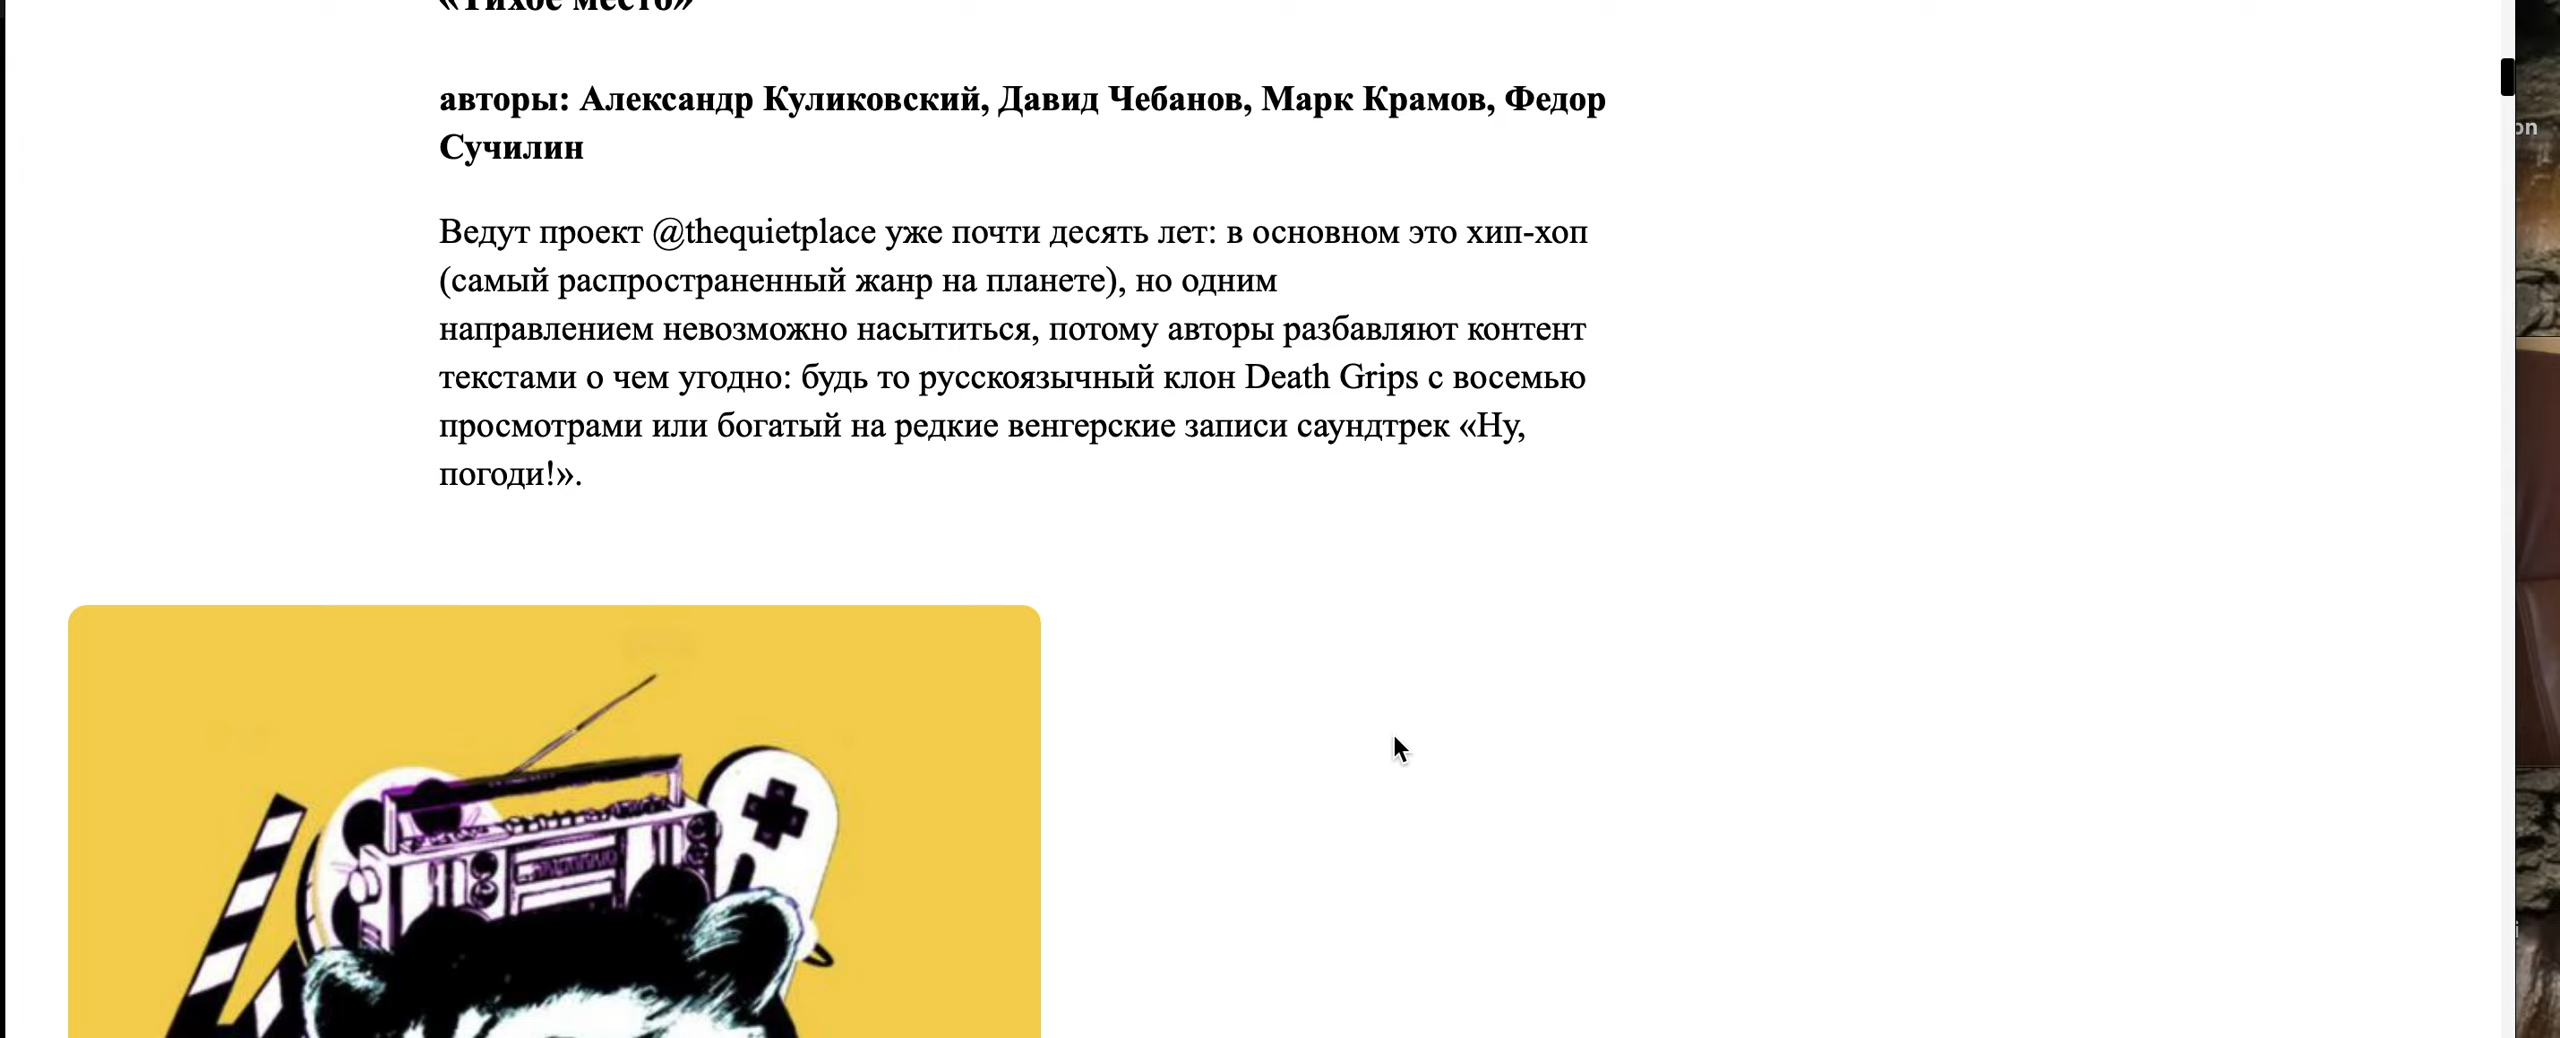 «Тихое место»
авторы: Александр Куликовский, Давид Чебанов, Марк Крамов, Федор
Сучилин
Ведут проект @thequietplace уже почти десять лет: в основном это хип-хоп
(самый распространенный жанр на планете), но одним
направлением невозможно насытиться, потому авторы разбавляют контент
текстами о чем угодно: будь то русскоязычный клон Death Grips с восемью
просмотрами или богатый на редкие венгерские записи саундтрек «Ну,
погоди!».